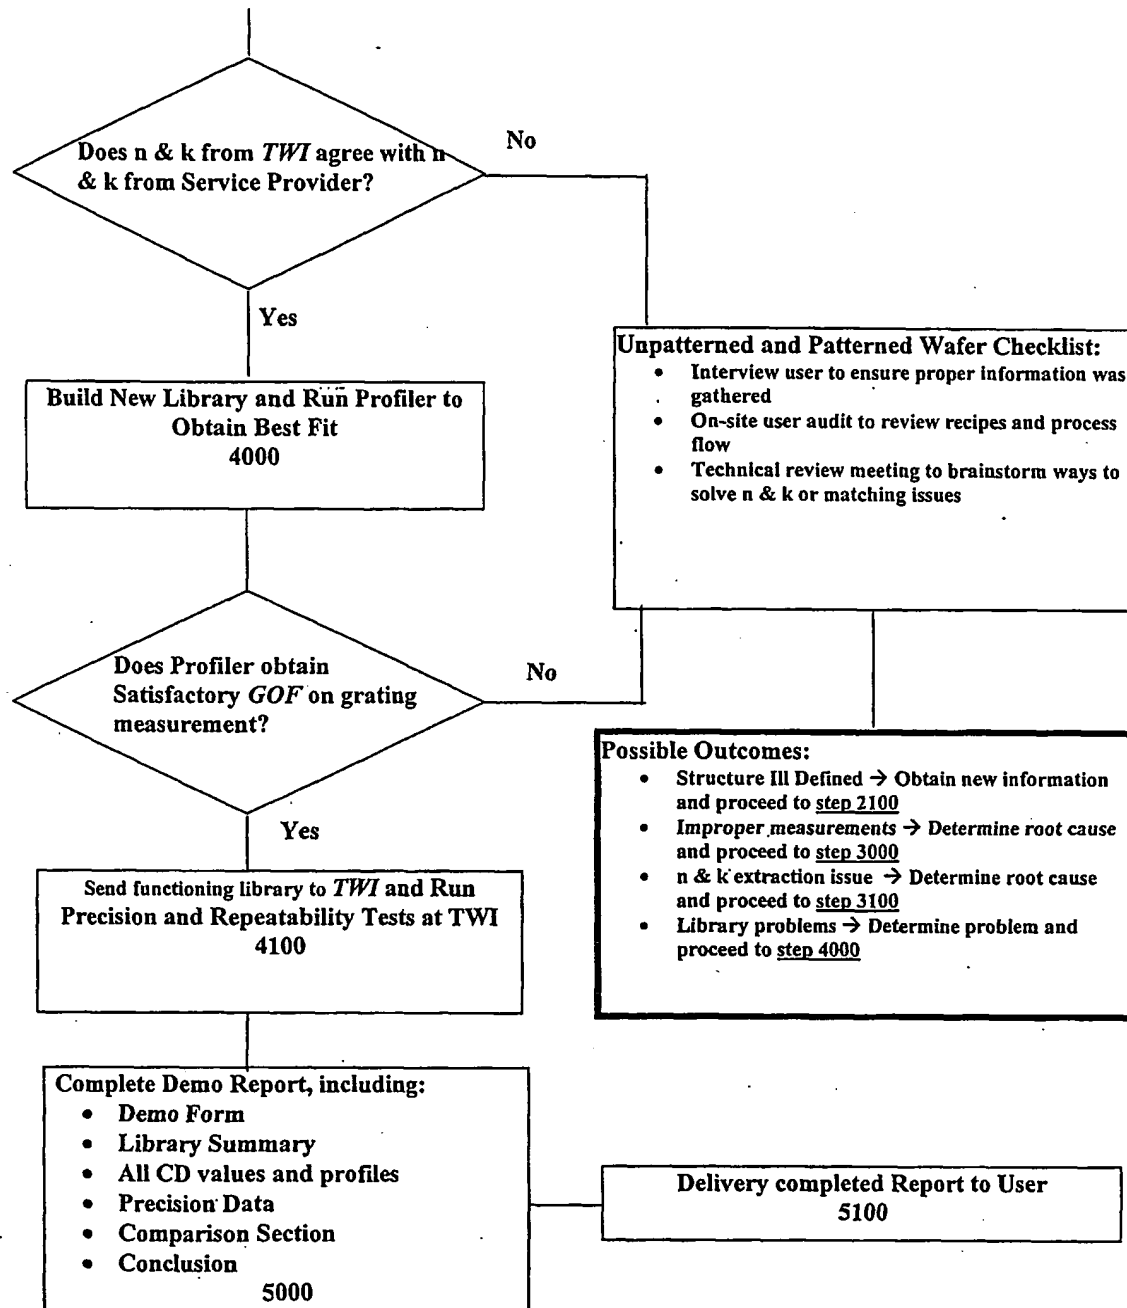 Does n & k from TWI agree with n
& k from Service Provider?
No
Yes
Build New Library and Run Profiler to
Obtain Best Fit
4000
Unpatterned and Patterned Wafer Checklist:
• Interview user to ensure proper information was
gathered
• On-site user audit to review recipes and process
flow
• Technical review meeting to brainstorm ways to
solve n & k or matching issues
Does Profiler obtain
Satisfactory GOF on grating
measurement?
No
Yes
Possible Outcomes:
• Structure Ill Defined → Obtain new information
and proceed to step 2100
• Improper measurements → Determine root cause
and proceed to step 3000
• n & k extraction issue → Determine root cause
and proceed to step 3100
• Library problems → Determine problem and
proceed to step 4000
Send functioning library to TWI and Run
Precision and Repeatability Tests at TWI
4100
Complete Demo Report, including:
• Demo Form
• Library Summary
• All CD values and profiles
• Precision Data
• Comparison Section
• Conclusion
5000
Delivery completed Report to User
5100